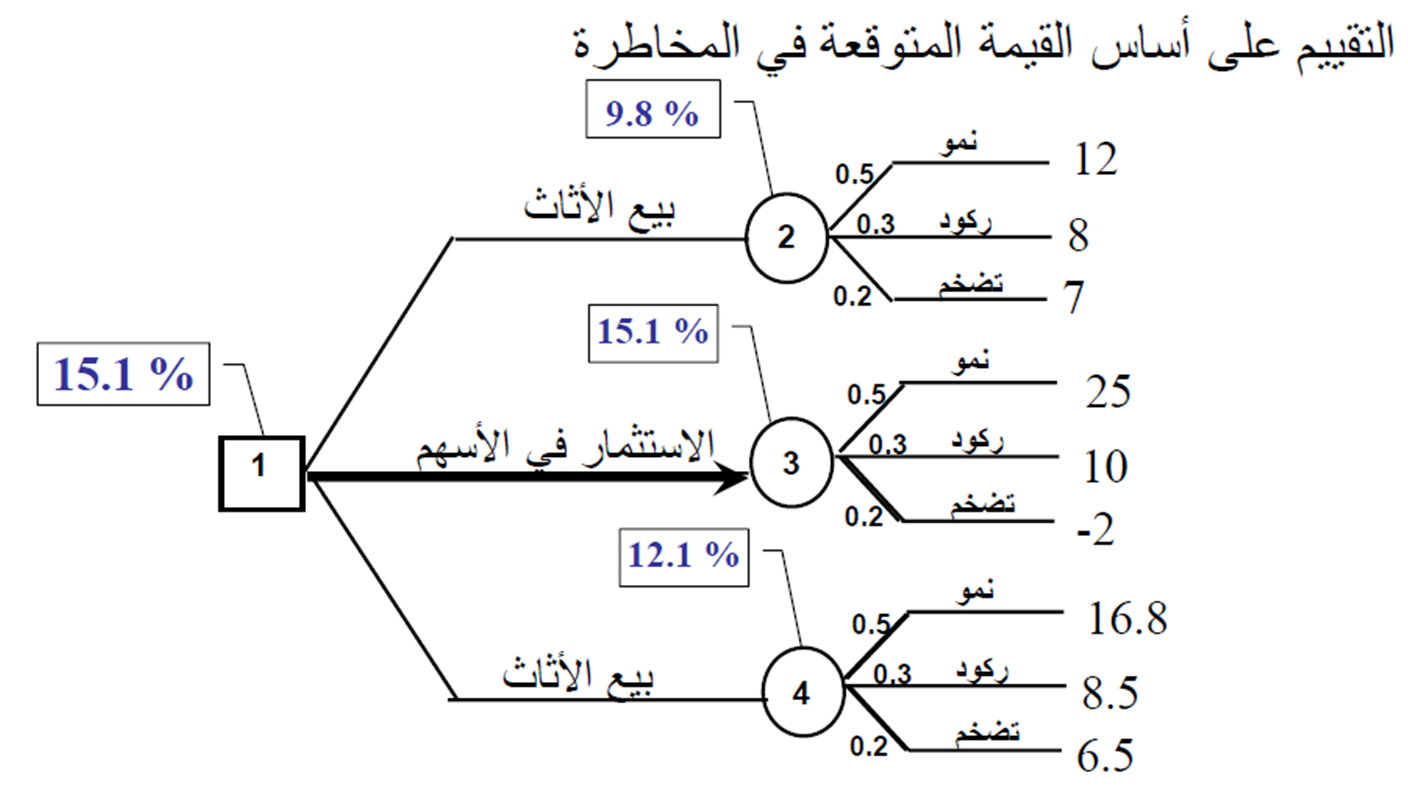 التقييم على أساس القيمة المتوقعة في المخاطرة
9.8 %
بيع الأثاث
2
0.5 نمو 12
0.3 ركود 8
0.2 تضخم 7
15.1 %
1
15.1 %
الاستثمار في الأسهم
3
0.5 نمو 25
0.3 ركود 10
0.2 تضخم -2
12.1 %
بيع الأثاث
4
0.5 نمو 16.8
0.3 ركود 8.5
0.2 تضخم 6.5